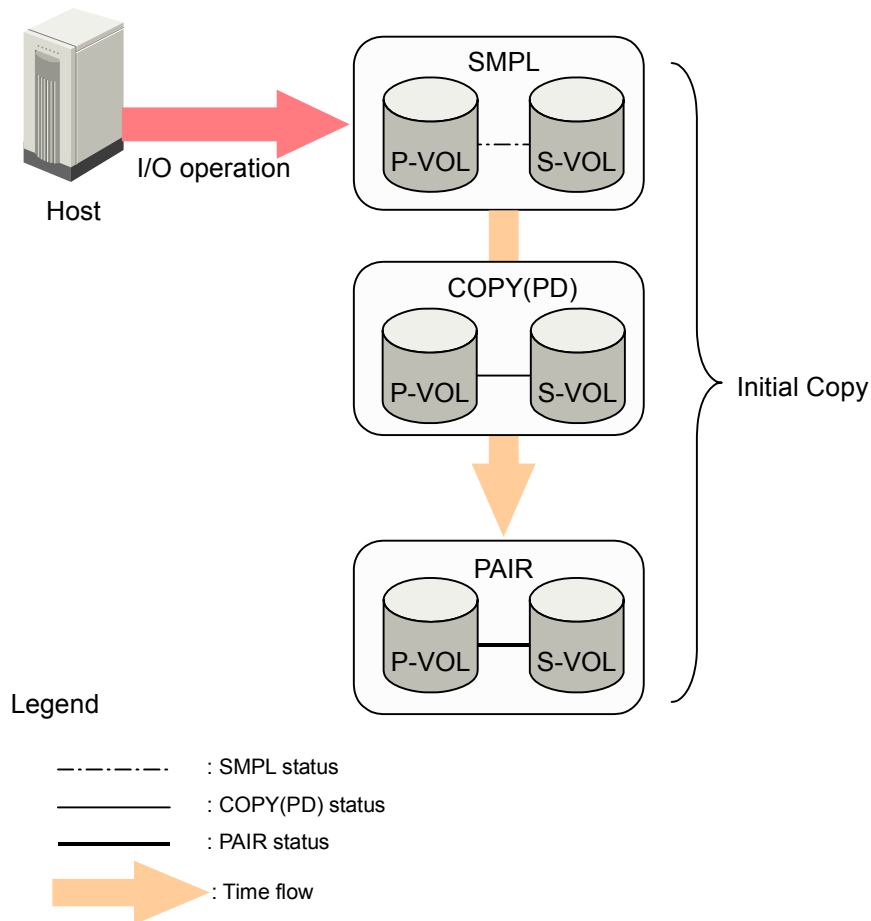 SMPL
P-VOL
S-VOL
I/O operation
Host
COPY(PD)
P-VOL
S-VOL
Initial Copy
PAIR
P-VOL
S-VOL
Legend
: SMPL status
: COPY(PD) status
: PAIR status
: Time flow